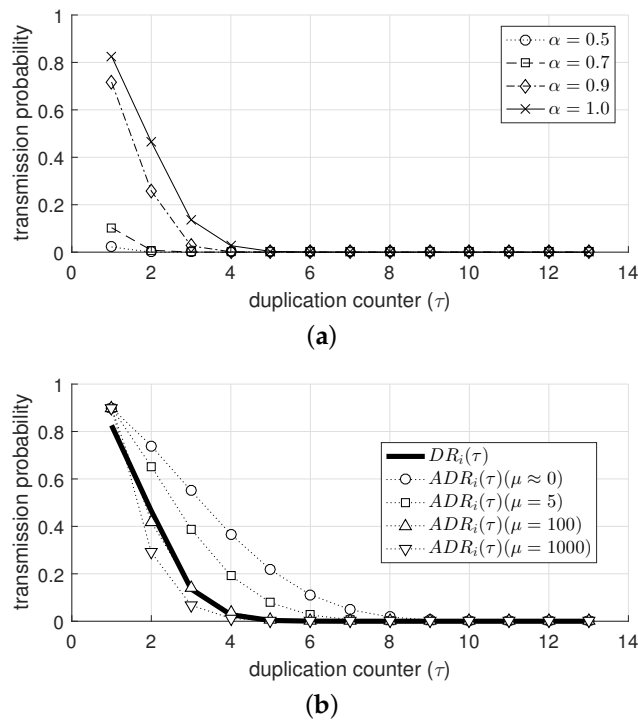 1
0.8
0.6
0.4
0.2
0
transmission probability
α = 0.5
α = 0.7
α = 0.9
α = 1.0
0 2 4 6 8 10 12 14
duplication counter (τ)
(a)
1
0.8
0.6
0.4
0.2
0
transmission probability
DRᵢ(τ)
ADRᵢ(τ)(μ ≈ 0)
ADRᵢ(τ)(μ = 5)
ADRᵢ(τ)(μ = 100)
ADRᵢ(τ)(μ = 1000)
0 2 4 6 8 10 12 14
duplication counter (τ)
(b)